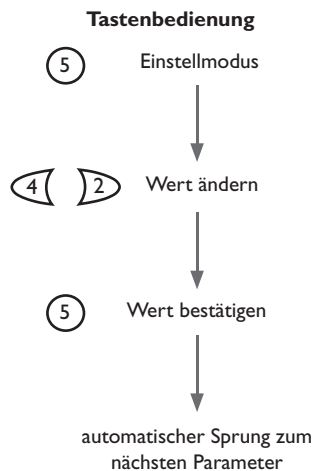 Tastenbedienung
5 Einstellmodus
4 2 Wert ändern
5 Wert bestätigen
automatischer Sprung zum
nächsten Parameter